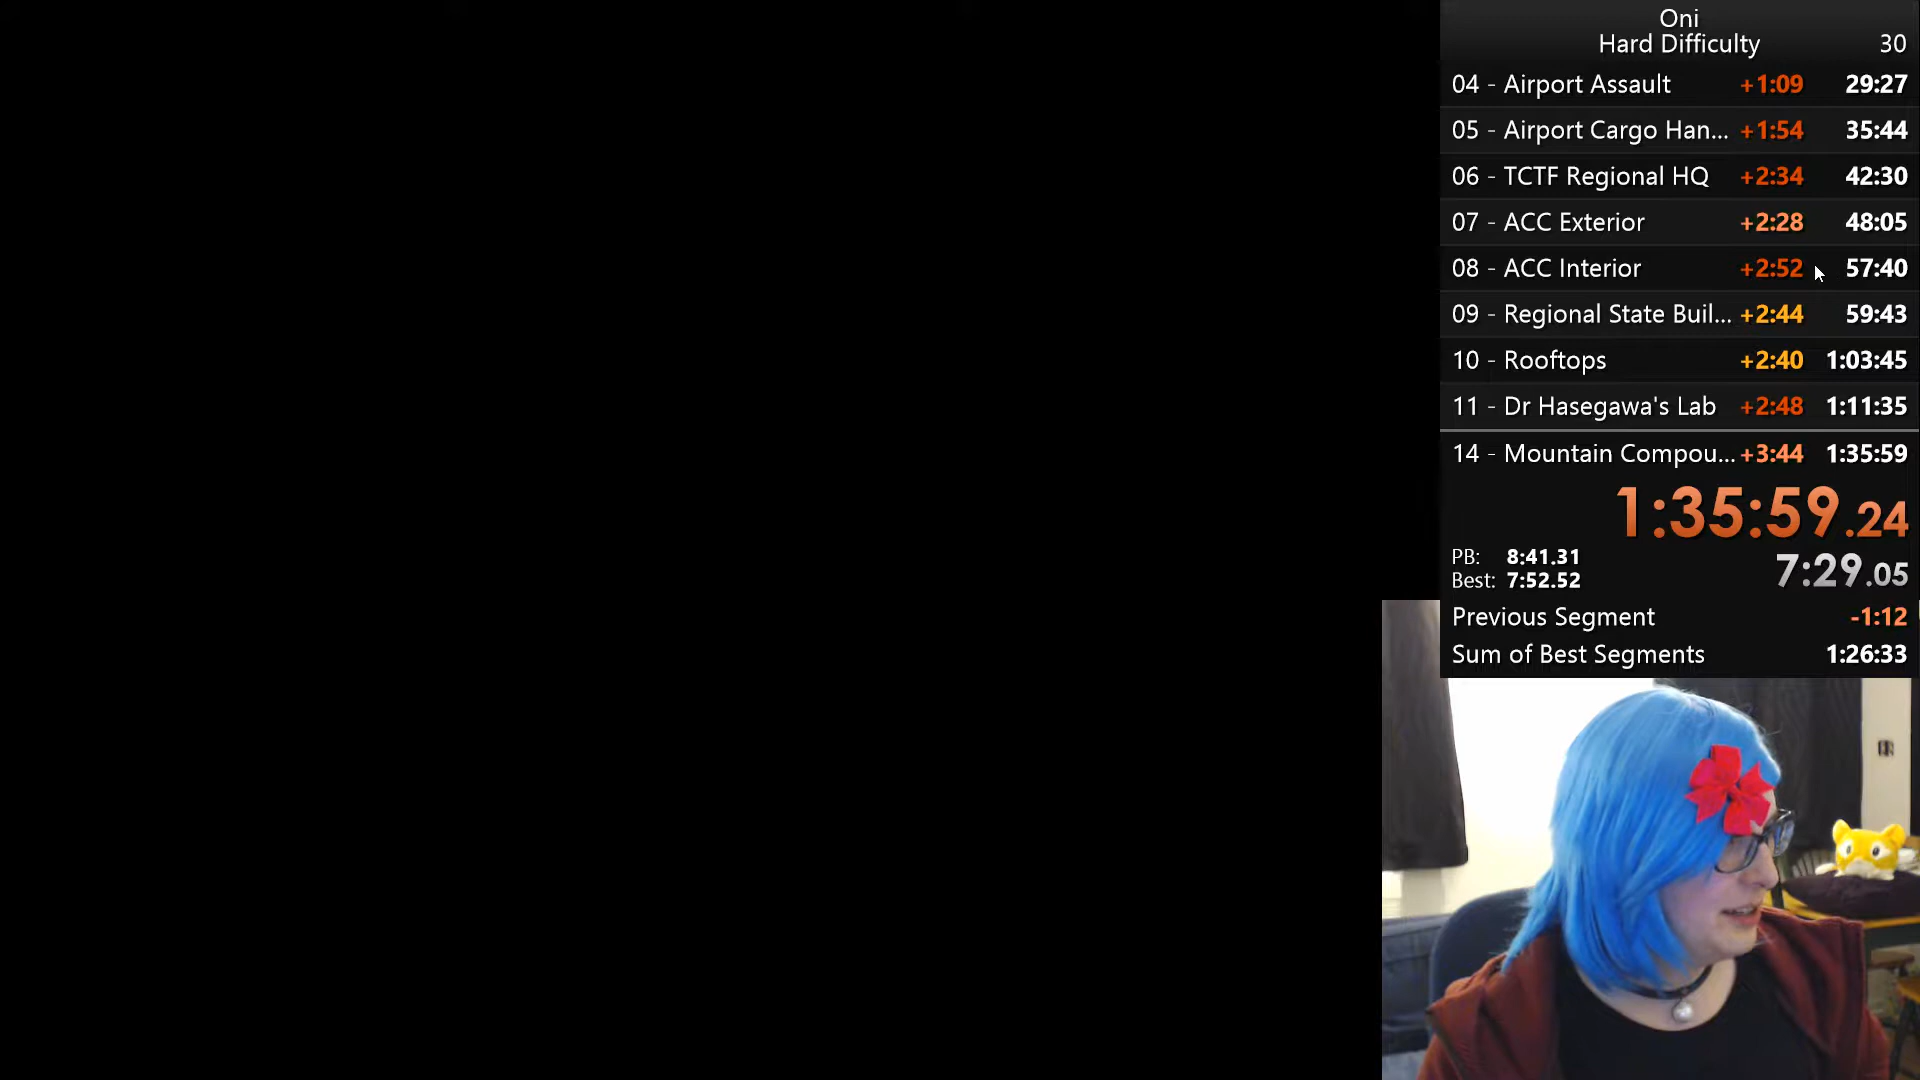 Oni
Hard Difficulty 30
04 - Airport Assault +1:09 29:27
05 - Airport Cargo Han... +1:54 35:44
06 - TCTF Regional HQ +2:34 42:30
07 - ACC Exterior +2:28 48:05
08 - ACC Interior +2:52 57:40
09 - Regional State Buil... +2:44 59:43
10 - Rooftops +2:40 1:03:45
11 - Dr Hasegawa's Lab +2:48 1:11:35
14 - Mountain Compou... +3:44 1:35:59
1:35:59.24
PB: 8:41.31
Best: 7:52.52
7:29.05
Previous Segment -1:12
Sum of Best Segments 1:26:33